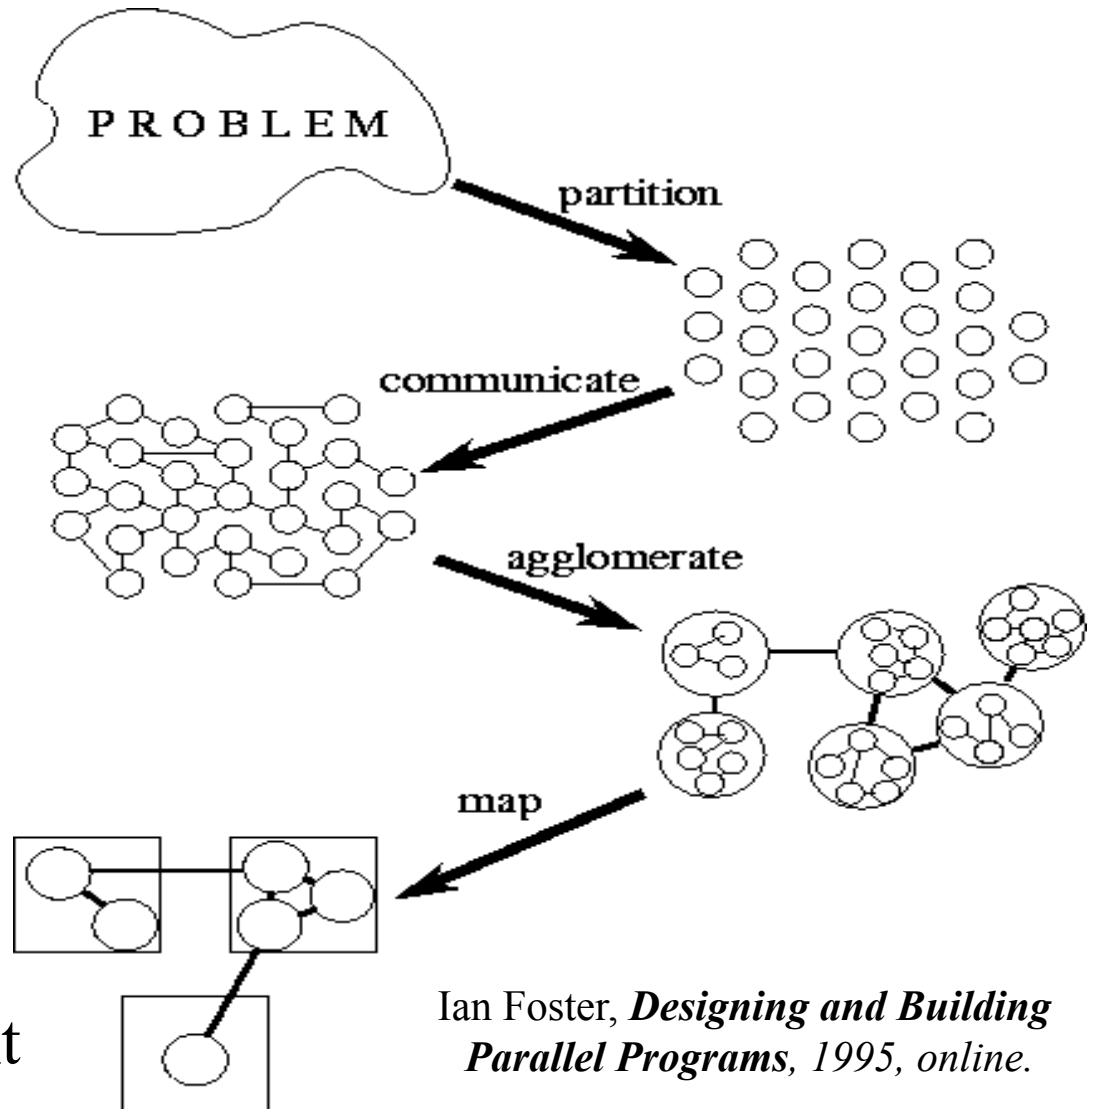 PROBLEM
partition
communicate
agglomerate
map
Ian Foster, Designing and Building
Parallel Programs, 1995, online.